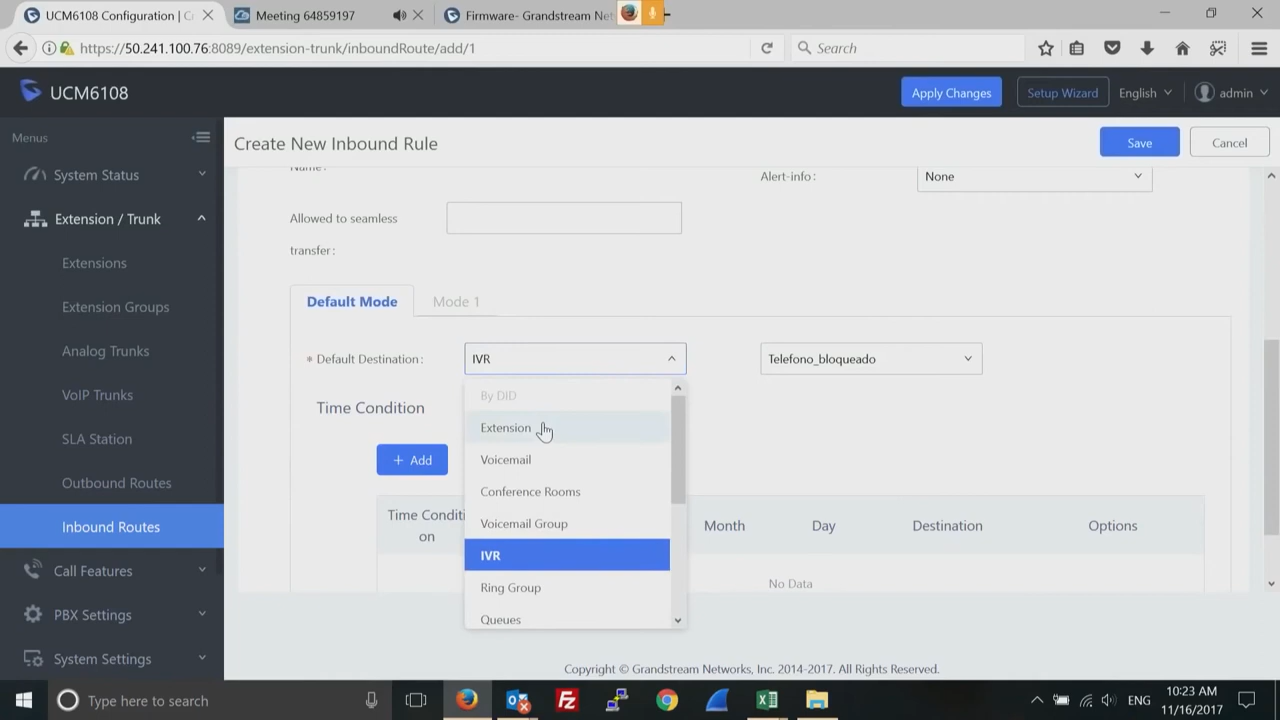 UCM6108 Configuration | C
Meeting 64859197
Firmware- Grandstream Net
https://50.241.100.76:8089/extension-trunk/inboundRoute/add/1
Search
UCM6108
Apply Changes
Setup Wizard
English
admin
Menus
System Status
Extension / Trunk
Extensions
Extension Groups
Analog Trunks
VoIP Trunks
SLA Station
Outbound Routes
Inbound Routes
Call Features
PBX Settings
System Settings
Create New Inbound Rule
Save
Cancel
Name :
Alert-info :
None
Allowed to seamless
transfer :
Default Mode
Mode 1
* Default Destination :
IVR
Telefono_bloqueado
By DID
Extension
Voicemail
Conference Rooms
Voicemail Group
IVR
Ring Group
Queues
Time Condition
+ Add
Time Conditi
on
Month
Day
Destination
Options
No Data
Copyright © Grandstream Networks, Inc. 2014-2017. All Rights Reserved.
Type here to search
ENG
10:23 AM
11/16/2017